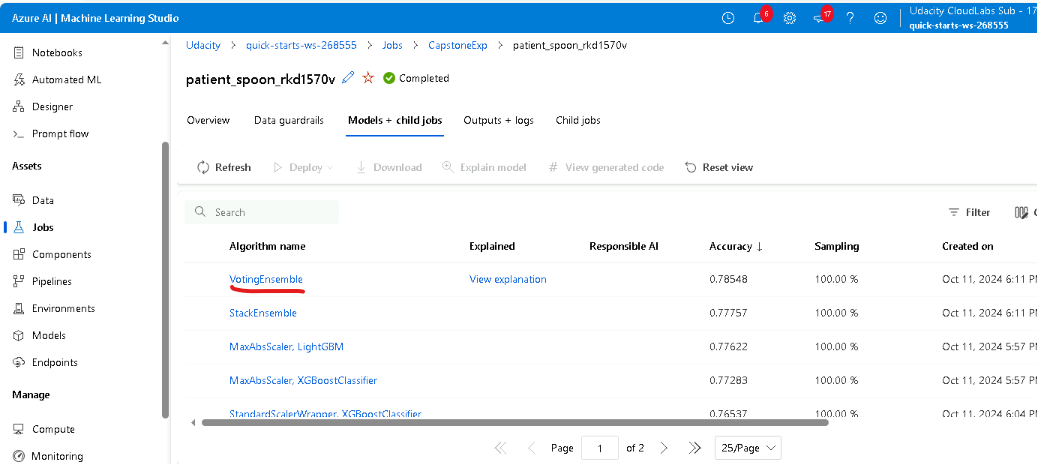 Azure AI | Machine Learning Studio
6
17
Udacity CloudLabs Sub - 17
quick-starts-ws-268555
Notebooks
Automated ML
Designer
Prompt flow
Assets
Data
Jobs
Components
Pipelines
Environments
Models
Endpoints
Manage
Compute
Monitoring
Udacity > quick-starts-ws-268555 > Jobs > CapstoneExp > patient_spoon_rkd1570v
patient_spoon_rkd1570v Completed
Overview Data guardrails Models + child jobs Outputs + logs Child jobs
Refresh Deploy Download Explain model # View generated code Reset view
Search Filter
Algorithm name Explained Responsible AI Accuracy ↓ Sampling Created on
VotingEnsemble View explanation 0.78548 100.00 % Oct 11, 2024 6:11 PM
StackEnsemble 0.77757 100.00 % Oct 11, 2024 6:11 PM
MaxAbsScaler, LightGBM 0.77622 100.00 % Oct 11, 2024 5:57 PM
MaxAbsScaler, XGBoostClassifier 0.77283 100.00 % Oct 11, 2024 5:57 PM
StandardScalerWrapper, XGBoostClassifier 0.76537 100.00 % Oct 11, 2024 6:04 PM
Page 1 of 2 25/Page